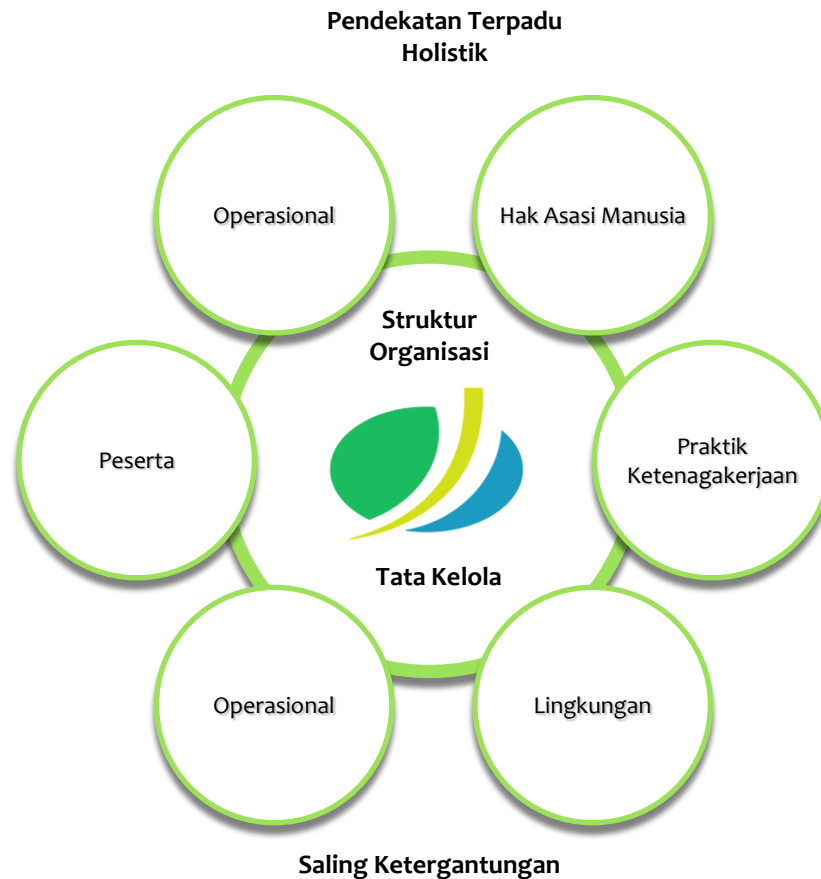 Pendekatan Terpadu
Holistik
Operasional
Hak Asasi Manusia
Struktur
Organisasi
Peserta
Praktik
Ketenagakerjaan
Tata Kelola
Operasional
Lingkungan
Saling Ketergantungan